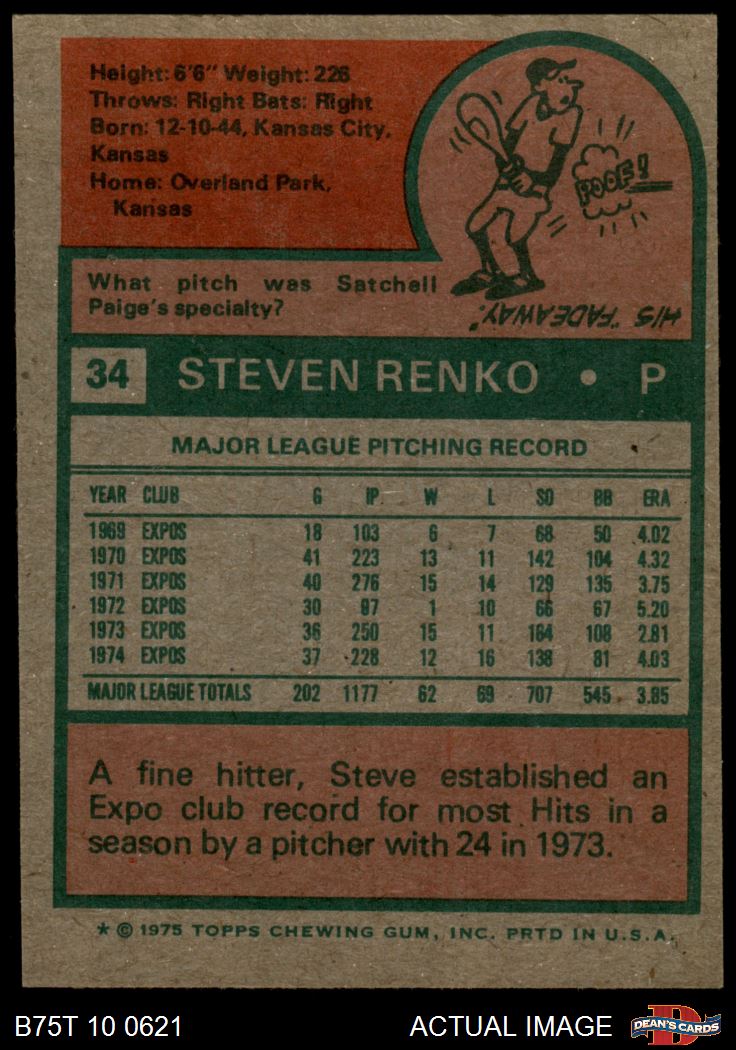 Height: 6'6" Weight: 226
Throws: Right Bats: Right
Born: 12-10-44, Kansas City,
Kansas
Home: Overland Park,
Kansas
POOF!
What pitch was Satchell
Paige's specialty?
HIS "FADEAWAY."
34 STEVEN RENKO • P
MAJOR LEAGUE PITCHING RECORD
YEAR CLUB G IP W L SO BB ERA
1969 EXPOS 18 103 6 7 68 50 4.02
1970 EXPOS 41 223 13 11 142 104 4.32
1971 EXPOS 40 276 15 14 129 135 3.75
1972 EXPOS 30 97 1 10 66 67 5.20
1973 EXPOS 36 250 15 11 164 108 2.81
1974 EXPOS 37 228 12 16 138 81 4.03
MAJOR LEAGUE TOTALS 202 1177 62 69 707 545 3.85
A fine hitter, Steve established an
Expo club record for most Hits in a
season by a pitcher with 24 in 1973.
* © 1975 TOPPS CHEWING GUM, INC. PRTD IN U.S.A.
B75T 10 0621 ACTUAL IMAGE D DEAN'S CARDS